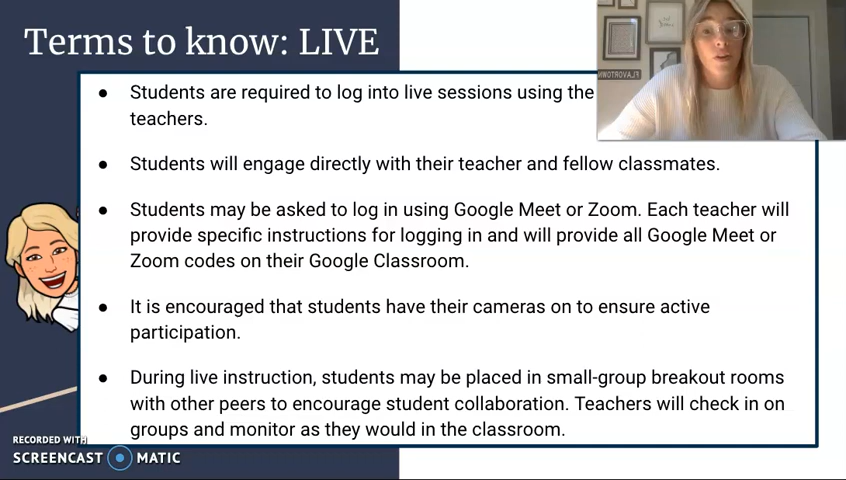 Terms to know: LIVE
● Students are required to log into live sessions using the
teachers.
● Students will engage directly with their teacher and fellow classmates.
● Students may be asked to log in using Google Meet or Zoom. Each teacher will
provide specific instructions for logging in and will provide all Google Meet or
Zoom codes on their Google Classroom.
● It is encouraged that students have their cameras on to ensure active
participation.
● During live instruction, students may be placed in small-group breakout rooms
with other peers to encourage student collaboration. Teachers will check in on
groups and monitor as they would in the classroom.
FLAVORTOWN
RECORDED WITH
SCREENCAST MATIC